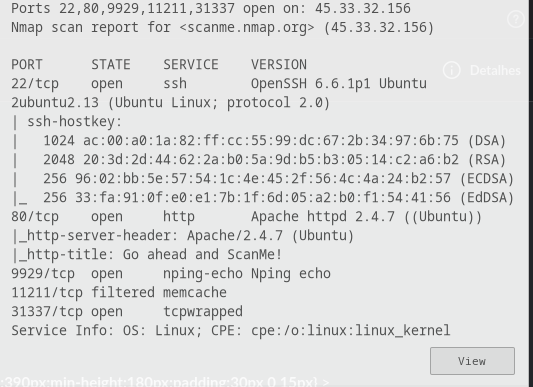 Ports 22,80,9929,11211,31337 open on: 45.33.32.156
Nmap scan report for <scanme.nmap.org> (45.33.32.156)
PORT STATE SERVICE VERSION
22/tcp open ssh OpenSSH 6.6.1p1 Ubuntu
2ubuntu2.13 (Ubuntu Linux; protocol 2.0)
| ssh-hostkey:
| 1024 ac:00:a0:1a:82:ff:cc:55:99:dc:67:2b:34:97:6b:75 (DSA)
| 2048 20:3d:2d:44:62:2a:b0:5a:9d:b5:b3:05:14:c2:a6:b2 (RSA)
| 256 96:02:bb:5e:57:54:1c:4e:45:2f:56:4c:4a:24:b2:57 (ECDSA)
|_ 256 33:fa:91:0f:e0:e1:7b:1f:6d:05:a2:b0:f1:54:41:56 (EdDSA)
80/tcp open http Apache httpd 2.4.7 ((Ubuntu))
|_http-server-header: Apache/2.4.7 (Ubuntu)
|_http-title: Go ahead and ScanMe!
9929/tcp open nping-echo Nping echo
11211/tcp filtered memcache
31337/tcp open tcpwrapped
Service Info: OS: Linux; CPE: cpe:/o:linux:linux_kernel
Detalhes
View
:390px;min-height:180px;padding:30px 0 15px| >